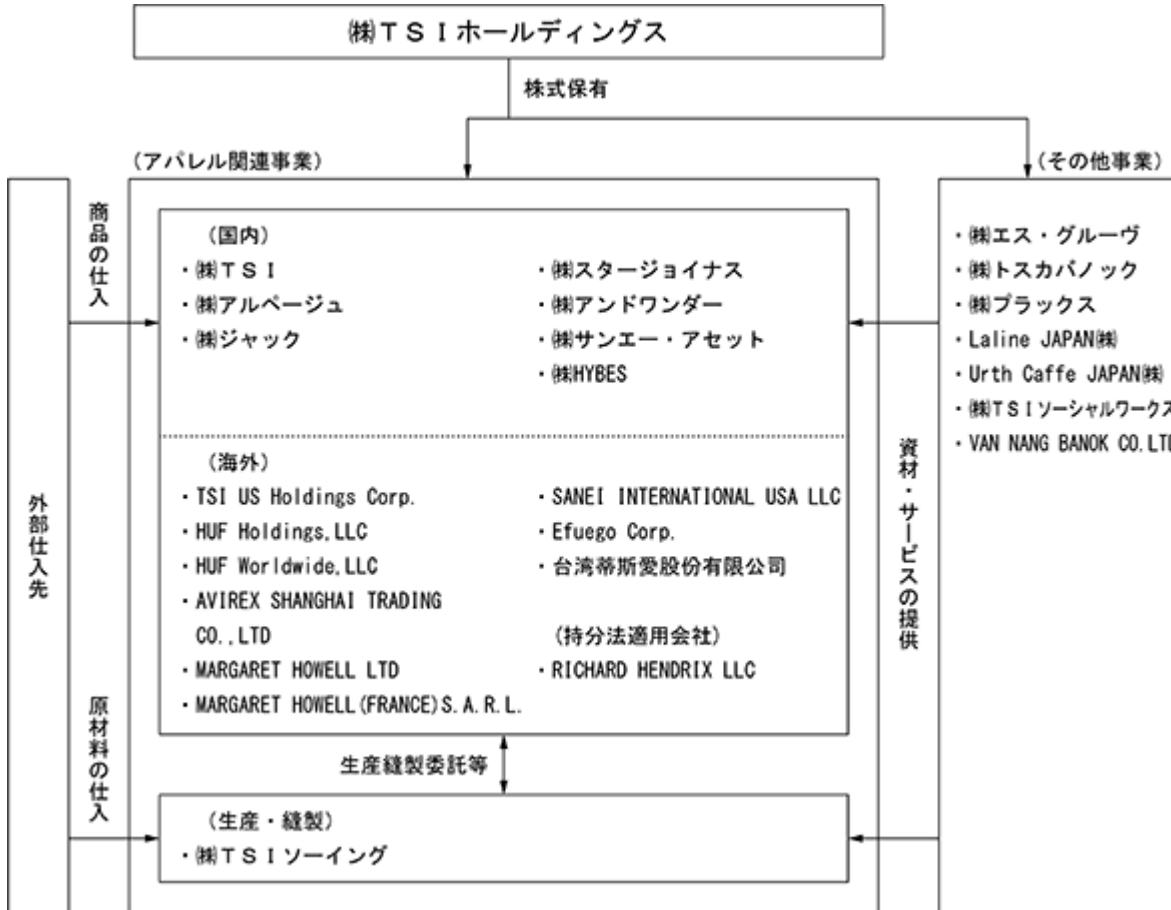 ㈱ＴＳＩホールディングス
株式保有
(アパレル関連事業)
(その他事業)
外部仕入先
商品の仕入
原材料の仕入
(国内)
・㈱ＴＳＩ
・㈱アルページュ
・㈱ジャック
・㈱スタージョイナス
・㈱アンドワンダー
・㈱サンエー・アセット
・㈱HYBES
(海外)
・TSI US Holdings Corp.
・HUF Holdings,LLC
・HUF Worldwide,LLC
・AVIREX SHANGHAI TRADING
CO.,LTD
・MARGARET HOWELL LTD
・MARGARET HOWELL(FRANCE)S.A.R.L.
・SANEI INTERNATIONAL USA LLC
・Efuego Corp.
・台湾蒂斯愛股份有限公司
(持分法適用会社)
・RICHARD HENDRIX LLC
生産縫製委託等
(生産・縫製)
・㈱ＴＳＩソーイング
資材・サービスの提供
・㈱エス・グルーヴ
・㈱トスカバノック
・㈱プラックス
・Laline JAPAN㈱
・Urth Caffe JAPAN㈱
・㈱ＴＳＩソーシャルワークス
・VAN NANG BANOK CO.LTD